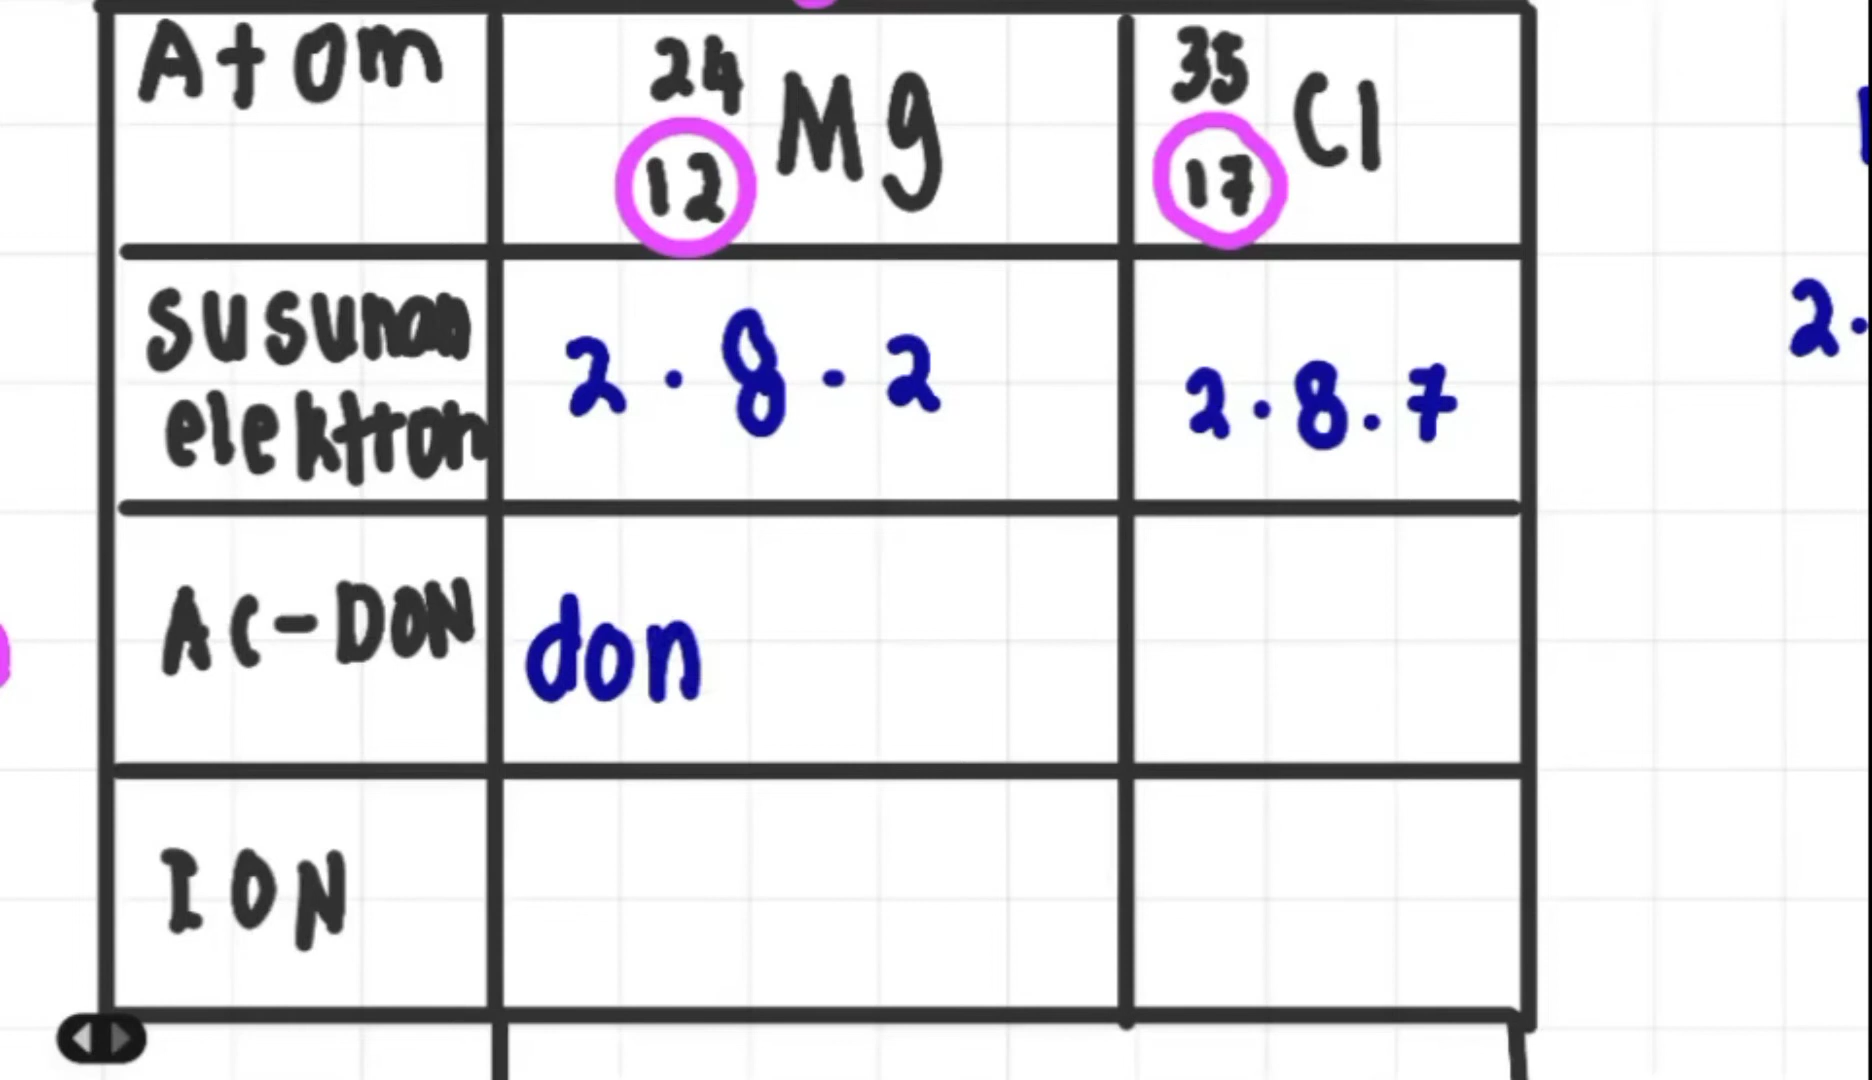 Atom
24
12 Mg
35
17 Cl
susunan
elektron
2.8.2
2.8.7
2.
AC-DON
don
ION